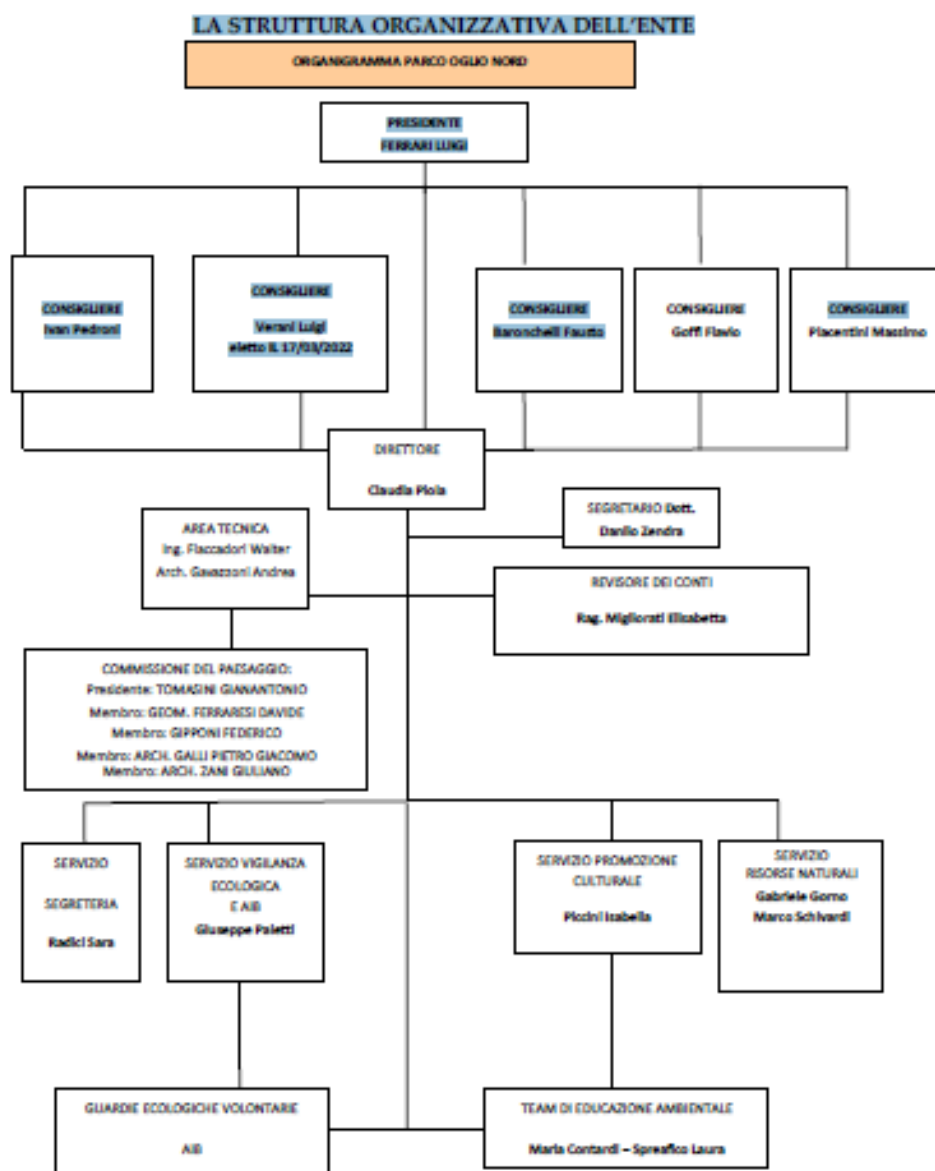 LA STRUTTURA ORGANIZZATIVA DELL'ENTE
ORGANIGRAMMA PARCO OGLIO NORD
PRESIDENTE
FERRARI LUIGI
CONSIGLIERE
Ivan Pedroni
CONSIGLIERE
Verani Luigi
eletto IL 17/03/2022
CONSIGLIERE
Baronchelli Fausto
CONSIGLIERE
Goffi Flavio
CONSIGLIERE
Piacentini Massimo
DIRETTORE
Claudia Ploia
SEGRETARIO Dott.
Danilo Zendra
AREA TECNICA
Ing. Flaccadori Walter
Arch. Gavazzoni Andrea
REVISORE DEI CONTI
Rag. Migliorati Elisabetta
COMMISSIONE DEL PAESAGGIO:
Presidente: TOMASINI GIANANTONIO
Membro: GEOM. FERRARESI DAVIDE
Membro: GIPPONI FEDERICO
Membro: ARCH. GALLI PIETRO GIACOMO
Membro: ARCH. ZANI GIULIANO
SERVIZIO
SEGRETERIA
Radici Sara
SERVIZIO VIGILANZA
ECOLOGICA
E AIB
Giuseppe Paletti
SERVIZIO PROMOZIONE
CULTURALE
Piccini Isabella
SERVIZIO
RISORSE NATURALI
Gabriele Gorno
Marco Schivardi
GUARDIE ECOLOGICHE VOLONTARIE
AIB
TEAM DI EDUCAZIONE AMBIENTALE
Maria Contardi – Spreafico Laura